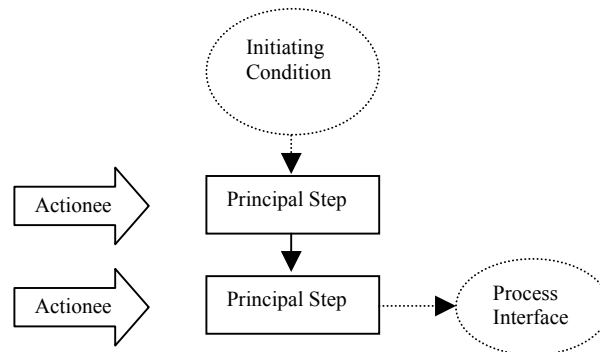 Initiating
Condition
Actionee
Principal Step
Actionee
Principal Step
Process
Interface